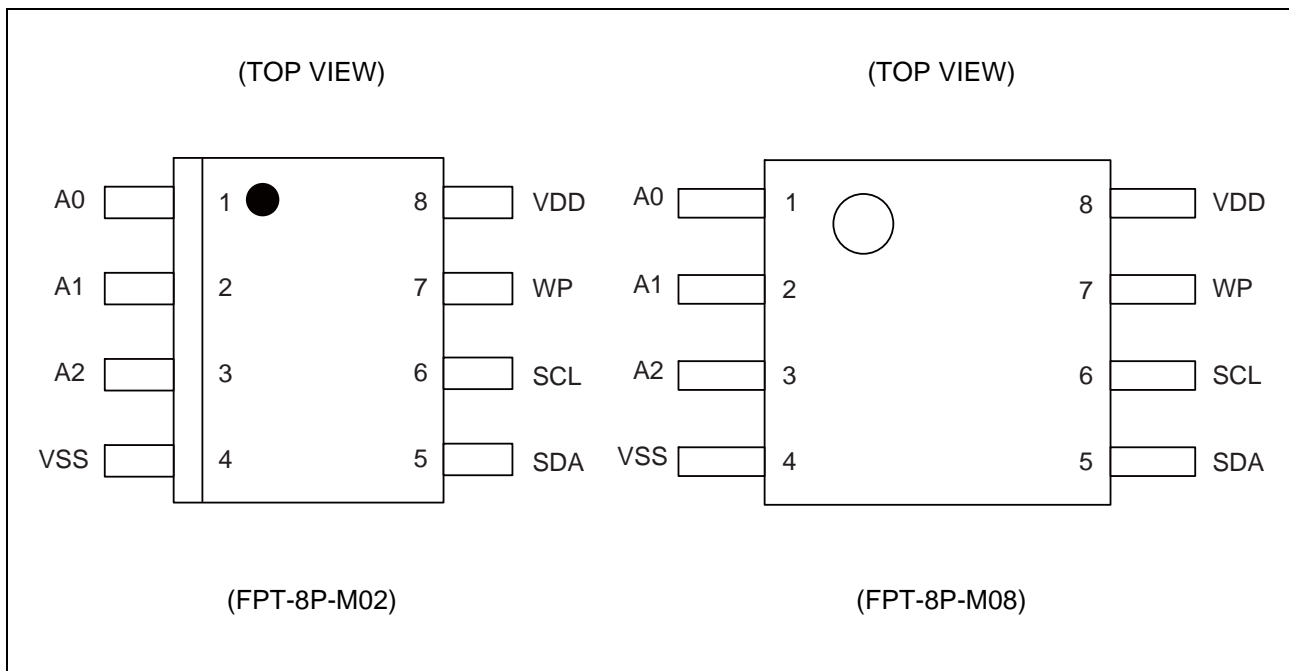 (TOP VIEW)
A0 1 8 VDD
A1 2 7 WP
A2 3 6 SCL
VSS 4 5 SDA
(FPT-8P-M02)
(TOP VIEW)
A0 1 8 VDD
A1 2 7 WP
A2 3 6 SCL
VSS 4 5 SDA
(FPT-8P-M08)